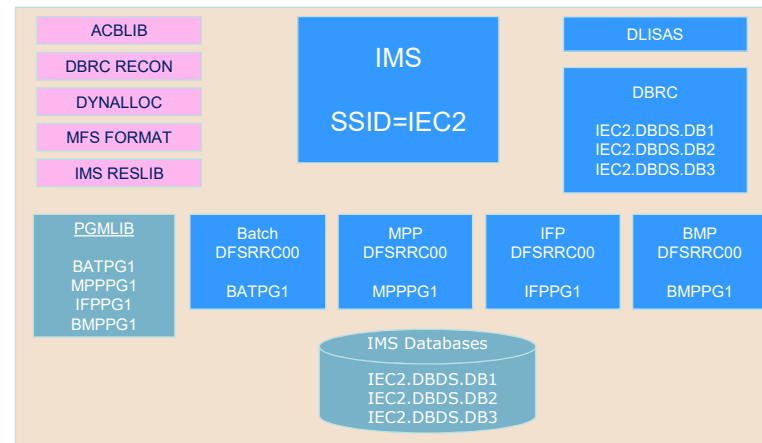 ACBLIB
DBRC RECON
DYNALLOC
MFS FORMAT
IMS RESLIB
IMS
SSID=IEC2
DLISAS
DBRC
IEC2.DBDS.DB1
IEC2.DBDS.DB2
IEC2.DBDS.DB3
PGMLIB
BATPG1
MPPPG1
IFPPG1
BMPPG1
Batch
DFSRRC00
BATPG1
MPP
DFSRRC00
MPPPG1
IFP
DFSRRC00
IFPPG1
BMP
DFSRRC00
BMPPG1
IMS Databases
IEC2.DBDS.DB1
IEC2.DBDS.DB2
IEC2.DBDS.DB3